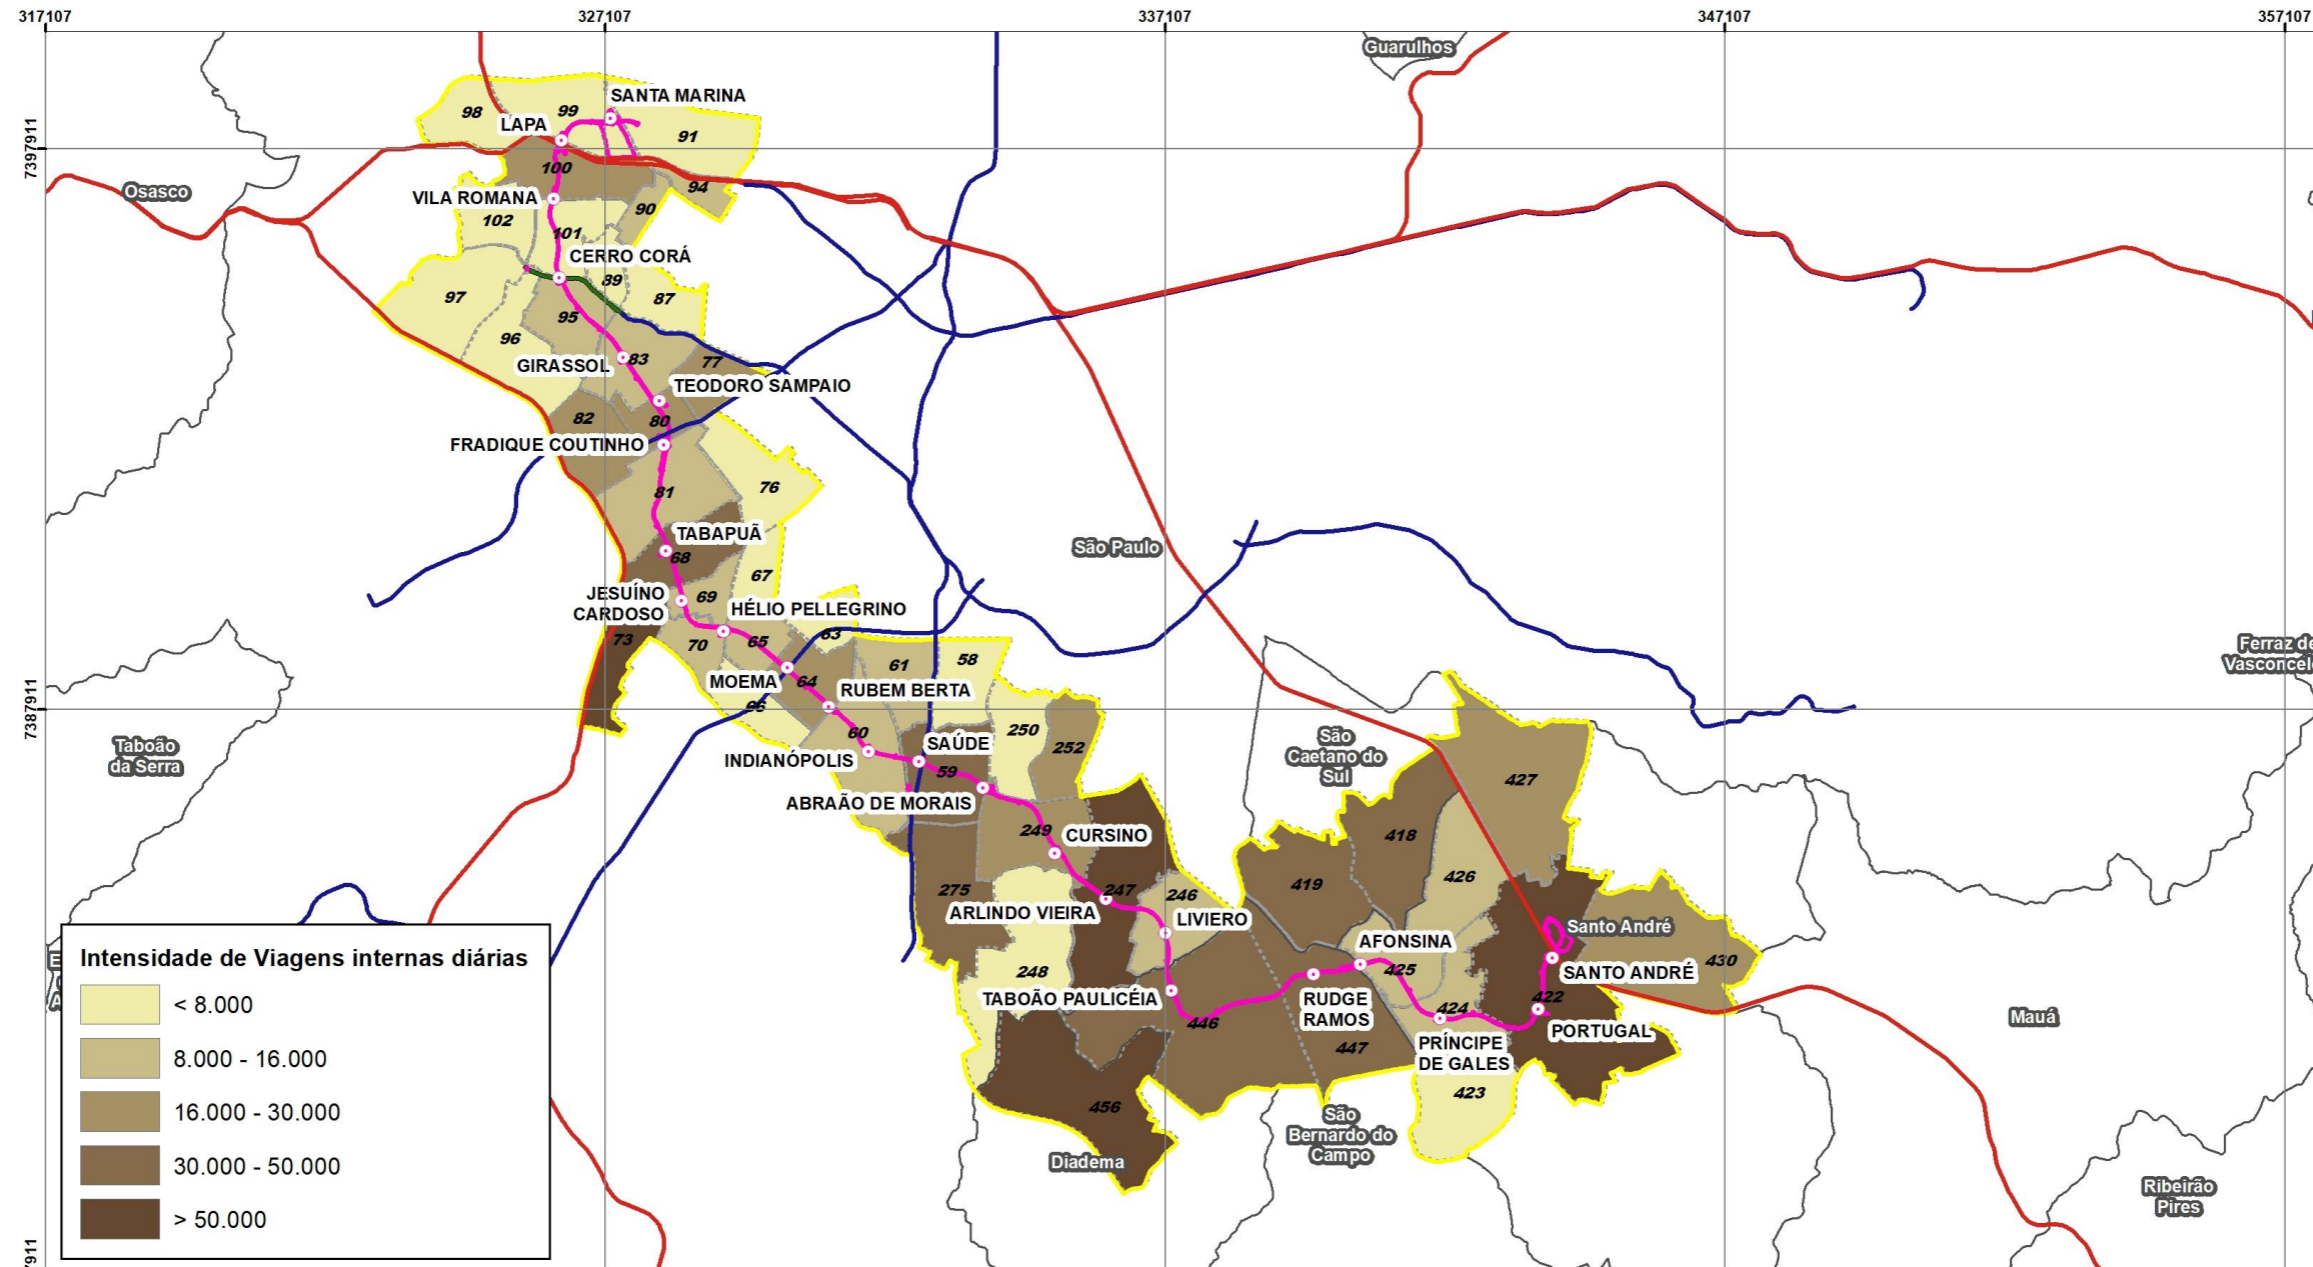 317107
327107
337107
347107
357107
Guarulhos
SANTA MARINA
98
99
LAPA
91
7397911
100
Osasco
94
VILA ROMANA
90
102
101
CERRO CORÁ
89
97
87
95
96
83
77
GIRASSOL
TEODORO SAMPAIO
82
80
FRADIQUE COUTINHO
76
81
TABAPUÃ
São Paulo
68
67
JESUÍNO
CARDOSO
69
HÉLIO PELLEGRINO
73
63
65
70
Ferraz de
61
58
MOEMA
64
RUBEM BERTA
66
7387911
250
60
252
SAÚDE
Taboão
da Serra
INDIANÓPOLIS
59
São
Caetano do
Sul
427
ABRAÃO DE MORAIS
249
CURSINO
418
426
419
275
247
246
ARLINDO VIEIRA
LIVIERO
Santo André
AFONSINA
430
425
248
SANTO ANDRÉ
TABOÃO PAULICÉIA
422
RUDGE
RAMOS
424
446
Mauá
PORTUGAL
447
PRÍNCIPE
DE GALES
423
456
São
Bernardo do
Campo
Diadema
Ribeirão
Pires
Intensidade de Viagens internas diárias
< 8.000
8.000 - 16.000
16.000 - 30.000
30.000 - 50.000
> 50.000